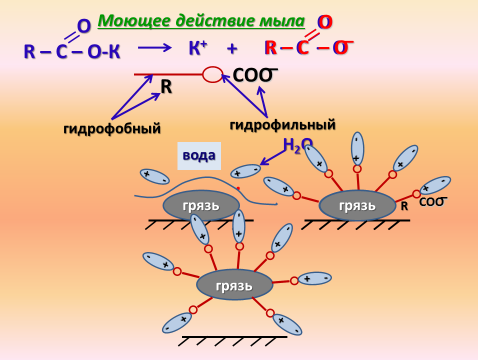 Моющее действие мыла
O
R – C – O-К → К⁺ + R – C – O⁻
O
COO⁻
R
гидрофобный
гидрофильный
H₂O
вода
грязь
грязь
R COO⁻
грязь